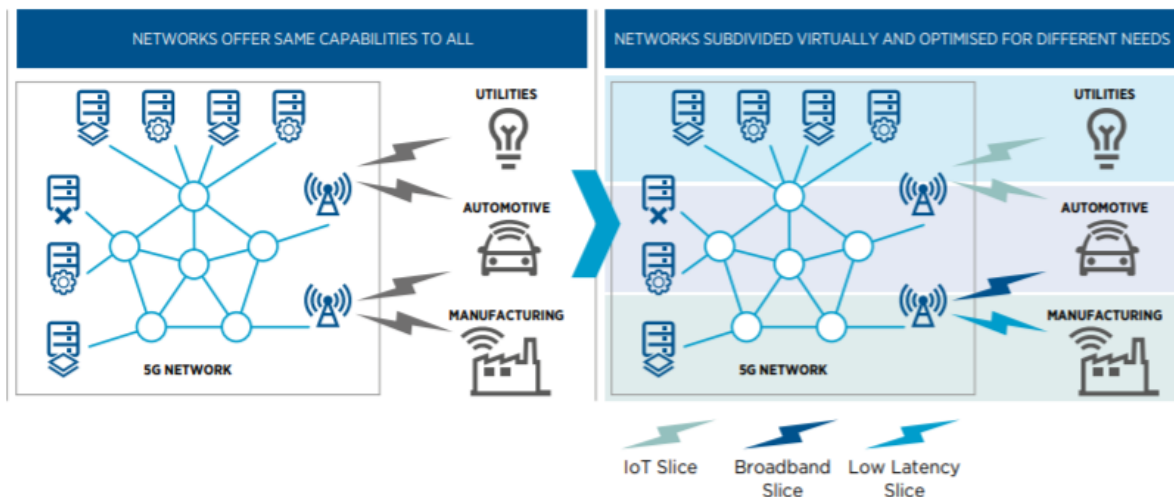 NETWORKS OFFER SAME CAPABILITIES TO ALL
UTILITIES
AUTOMOTIVE
MANUFACTURING
5G NETWORK
NETWORKS SUBDIVIDED VIRTUALLY AND OPTIMISED FOR DIFFERENT NEEDS
UTILITIES
AUTOMOTIVE
MANUFACTURING
5G NETWORK
IoT Slice
Broadband
Slice
Low Latency
Slice